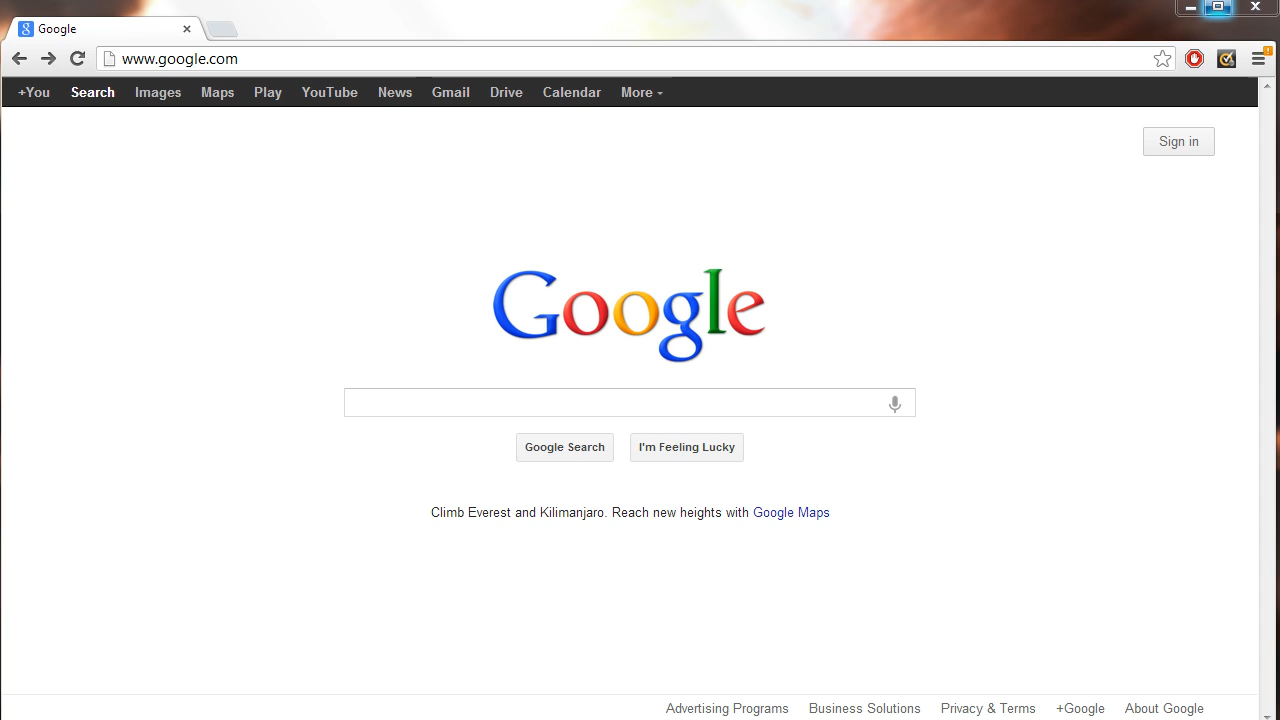 Google
www.google.com
+You Search Images Maps Play YouTube News Gmail Drive Calendar More
Sign in
Google
Google Search I'm Feeling Lucky
Climb Everest and Kilimanjaro. Reach new heights with Google Maps
Advertising Programs Business Solutions Privacy & Terms +Google About Google